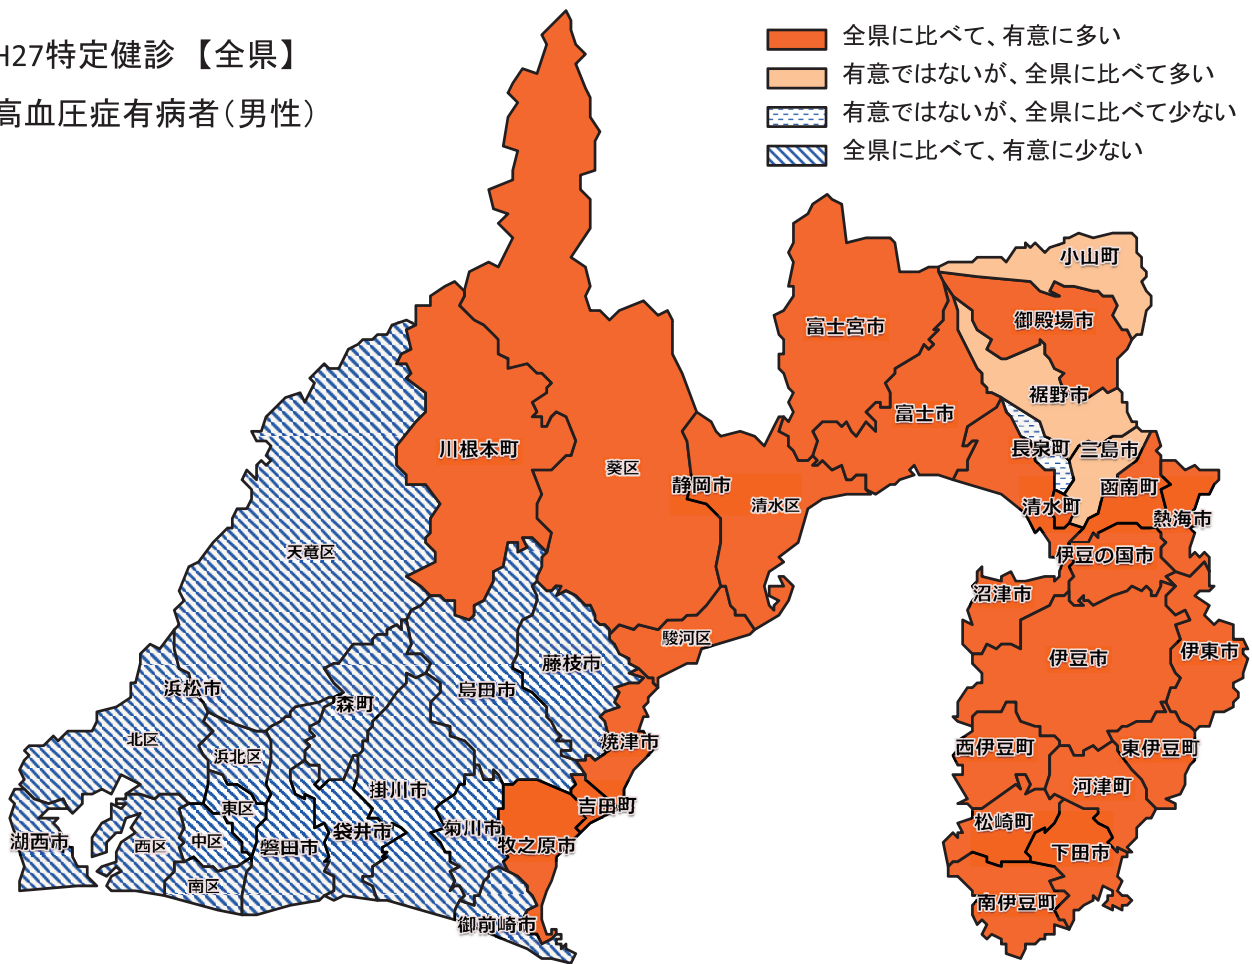 H27特定健診 【全県】
高血圧症有病者（男性）
全県に比べて、有意に多い
有意ではないが、全県に比べて多い
有意ではないが、全県に比べて少ない
全県に比べて、有意に少ない
小山町
富士宮市
御殿場市
裾野市
富士市
川根本町
長泉町
三島市
葵区
静岡市
函南町
清水区
清水町
熱海市
天竜区
伊豆の国市
沼津市
駿河区
伊豆市
伊東市
藤枝市
浜松市
島田市
森町
北区
焼津市
西伊豆町
東伊豆町
浜北区
掛川市
河津町
東区
吉田町
松崎町
湖西市
西区
中区
磐田市
袋井市
菊川市
牧之原市
下田市
南区
南伊豆町
御前崎市